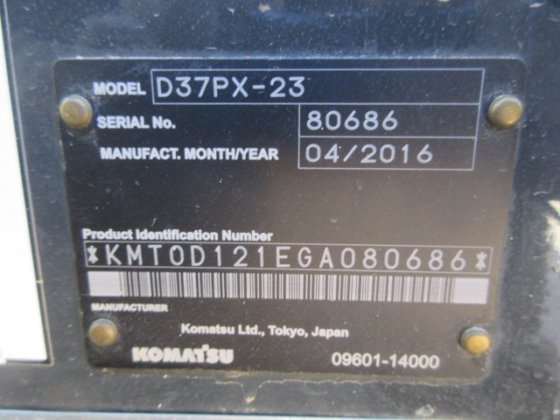 MODEL D37PX-23
SERIAL No. 80686
MANUFACT. MONTH/YEAR 04/2016
Product Identification Number
*KMT0D121EGA080686*
MANUFACTURER
Komatsu Ltd., Tokyo, Japan
KOMATSU 09601-14000